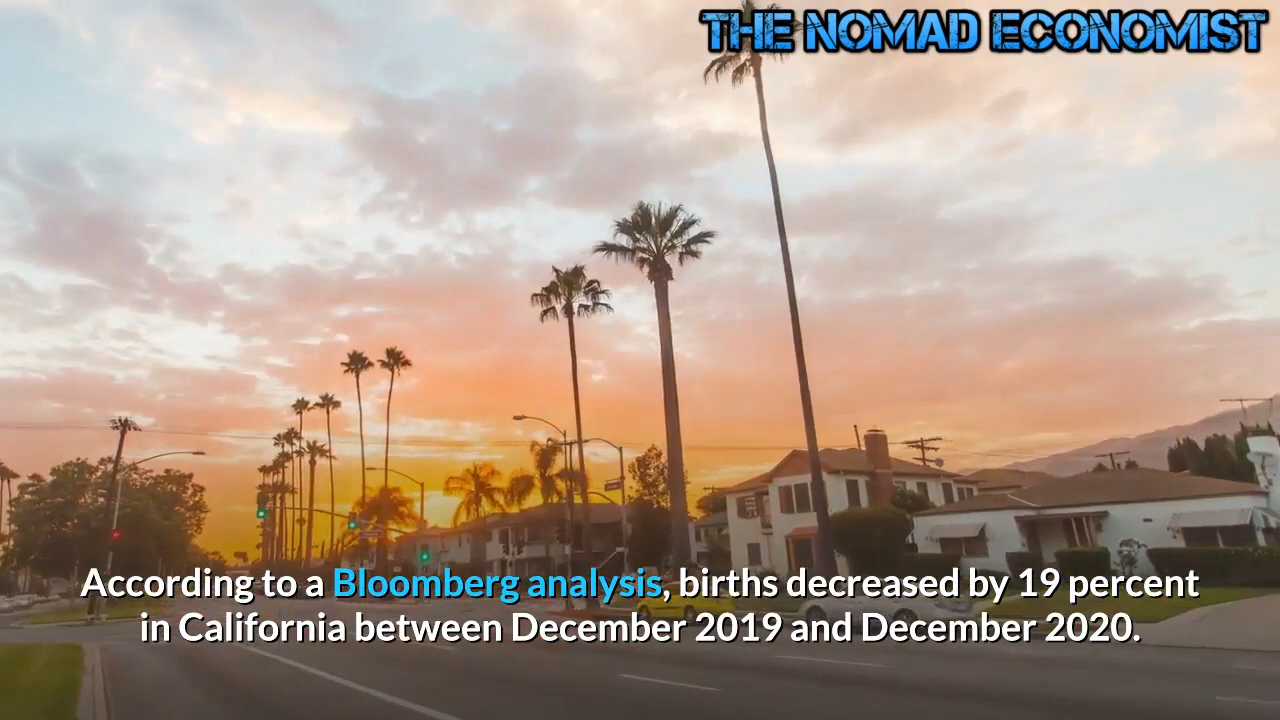 THE NOMAD ECONOMIST
According to a Bloomberg analysis, births decreased by 19 percent
in California between December 2019 and December 2020.